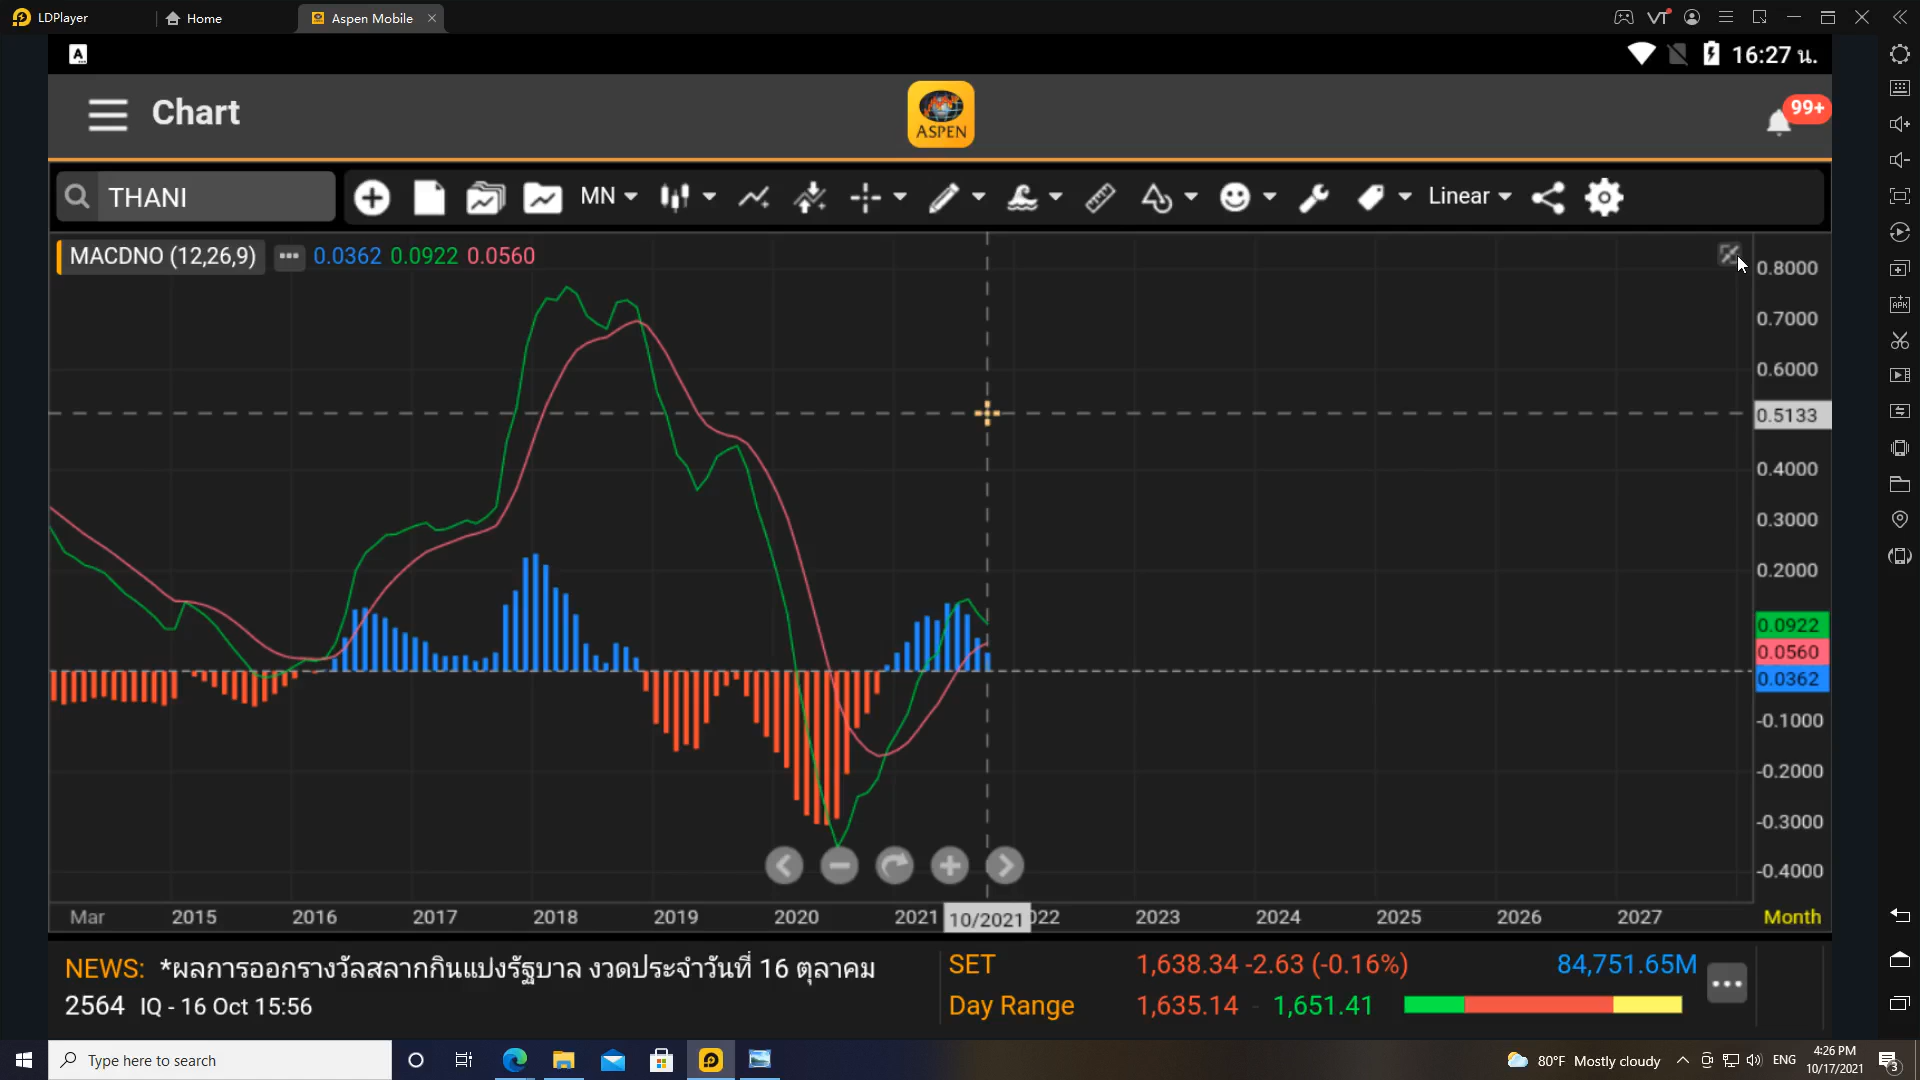 LDPlayer
Home
Aspen Mobile
A
16:27 น.
Chart
ASPEN
99+
THANI
MN
Linear
MACDNO (12,26,9)
0.0362 0.0922 0.0560
0.8000
0.7000
0.6000
0.5133
0.4000
0.3000
0.2000
0.0922
0.0560
0.0362
-0.1000
-0.2000
-0.3000
-0.4000
Mar 2015 2016 2017 2018 2019 2020 2021 10/2021 022 2023 2024 2025 2026 2027 Month
NEWS: *ผลการออกรางวัลสลากกินแบ่งรัฐบาล งวดประจำวันที่ 16 ตุลาคม
2564 IQ - 16 Oct 15:56
SET 1,638.34 -2.63 (-0.16%) 84,751.65M
Day Range 1,635.14 - 1,651.41
Type here to search
80°F Mostly cloudy
ENG
4:26 PM
10/17/2021
3
VT
APK